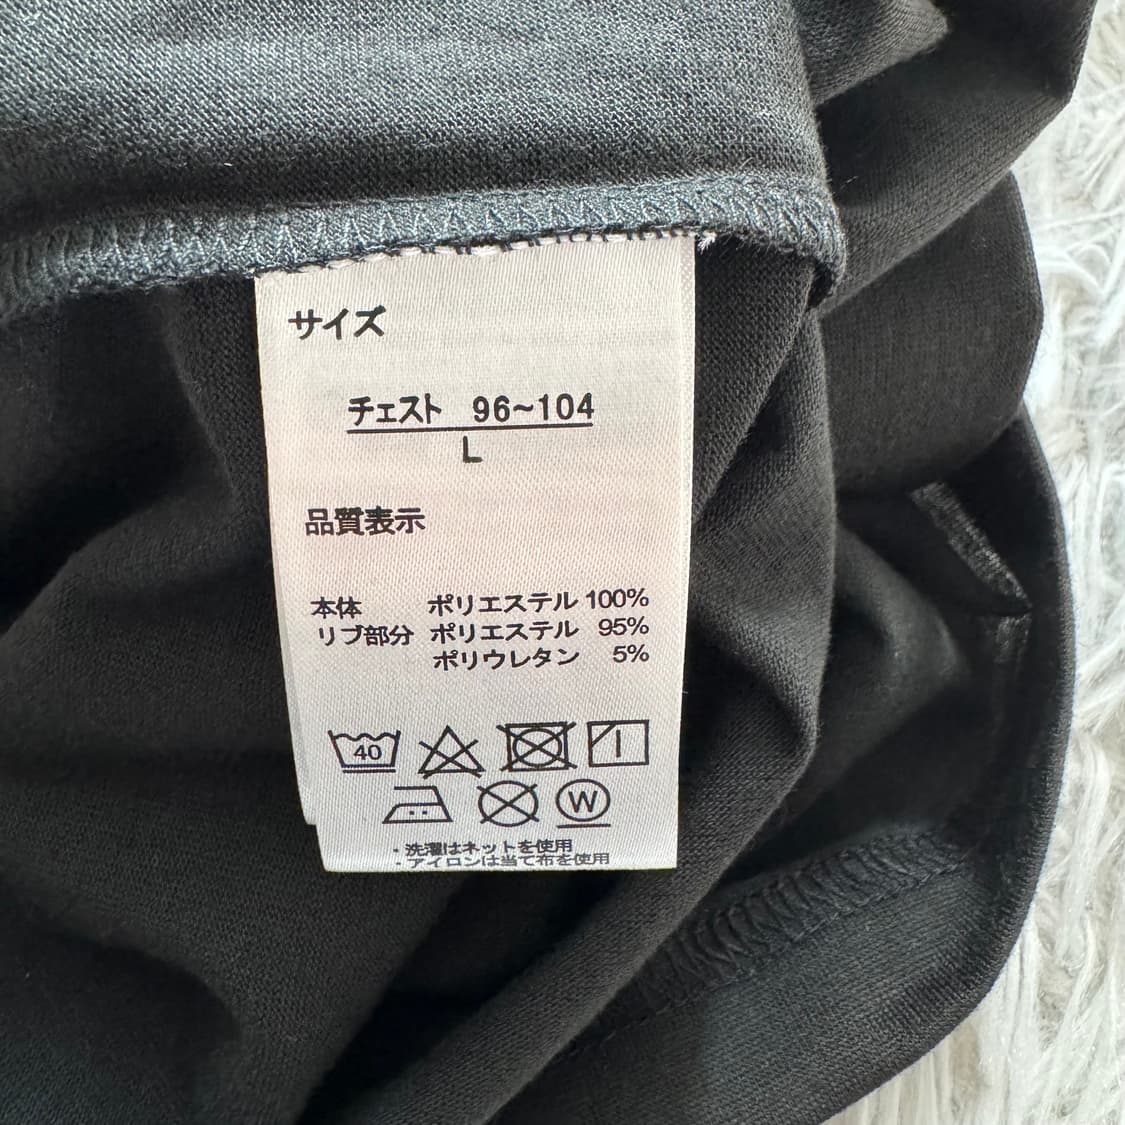 サイズ
チェスト 96~104
L
品質表示
本体 ポリエステル 100%
リブ部分 ポリエステル 95%
ポリウレタン 5%
40
W
・洗濯はネットを使用
・アイロンは当て布を使用